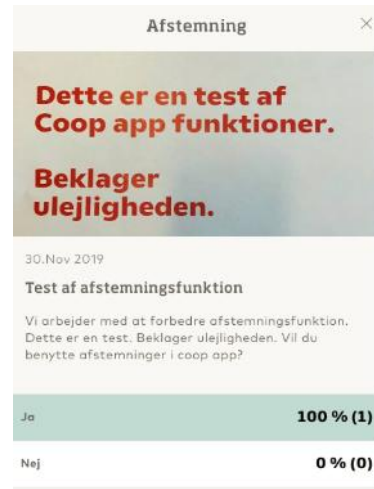 Afstemning
Dette er en test af
Coop app funktioner.
Beklager
ulejligheden.
30.Nov 2019
Test af afstemningsfunktion
Vi arbejder med at forbedre afstemningsfunktion.
Dette er en test. Beklager ulejligheden. Vil du
benytte afstemninger i coop app?
Ja 100 % (1)
Nej 0 % (0)